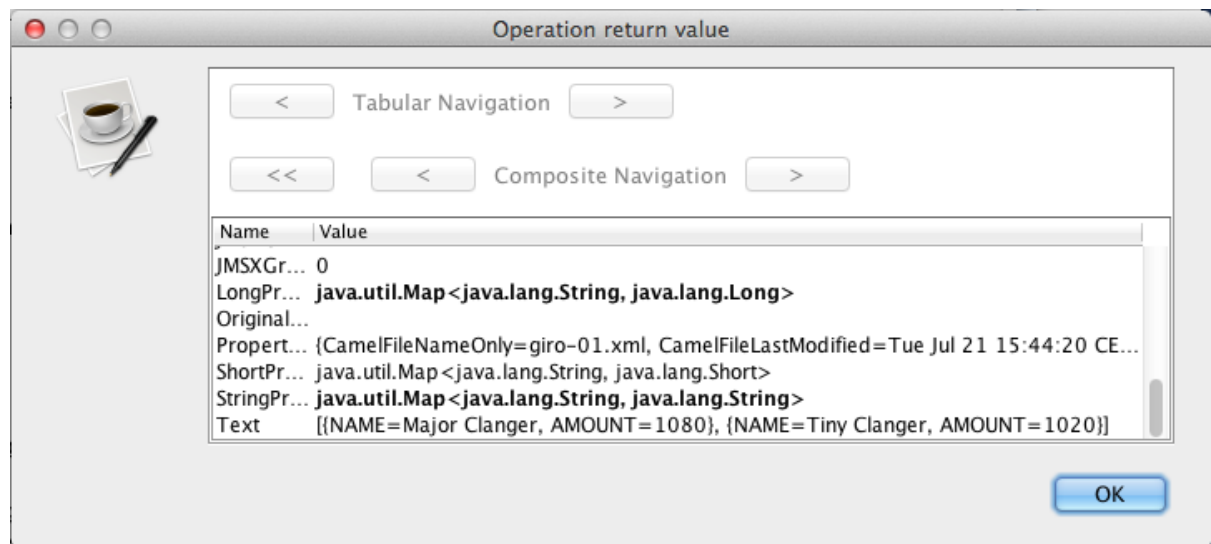 Operation return value
< Tabular Navigation >
<< < Composite Navigation >
Name Value
JMSXGr... 0
LongPr... java.util.Map<java.lang.String, java.lang.Long>
Original...
Propert... {CamelFileNameOnly=giro-01.xml, CamelFileLastModified=Tue Jul 21 15:44:20 CE...
ShortPr... java.util.Map<java.lang.String, java.lang.Short>
StringPr... java.util.Map<java.lang.String, java.lang.String>
Text [{NAME=Major Clanger, AMOUNT=1080}, {NAME=Tiny Clanger, AMOUNT=1020}]
OK